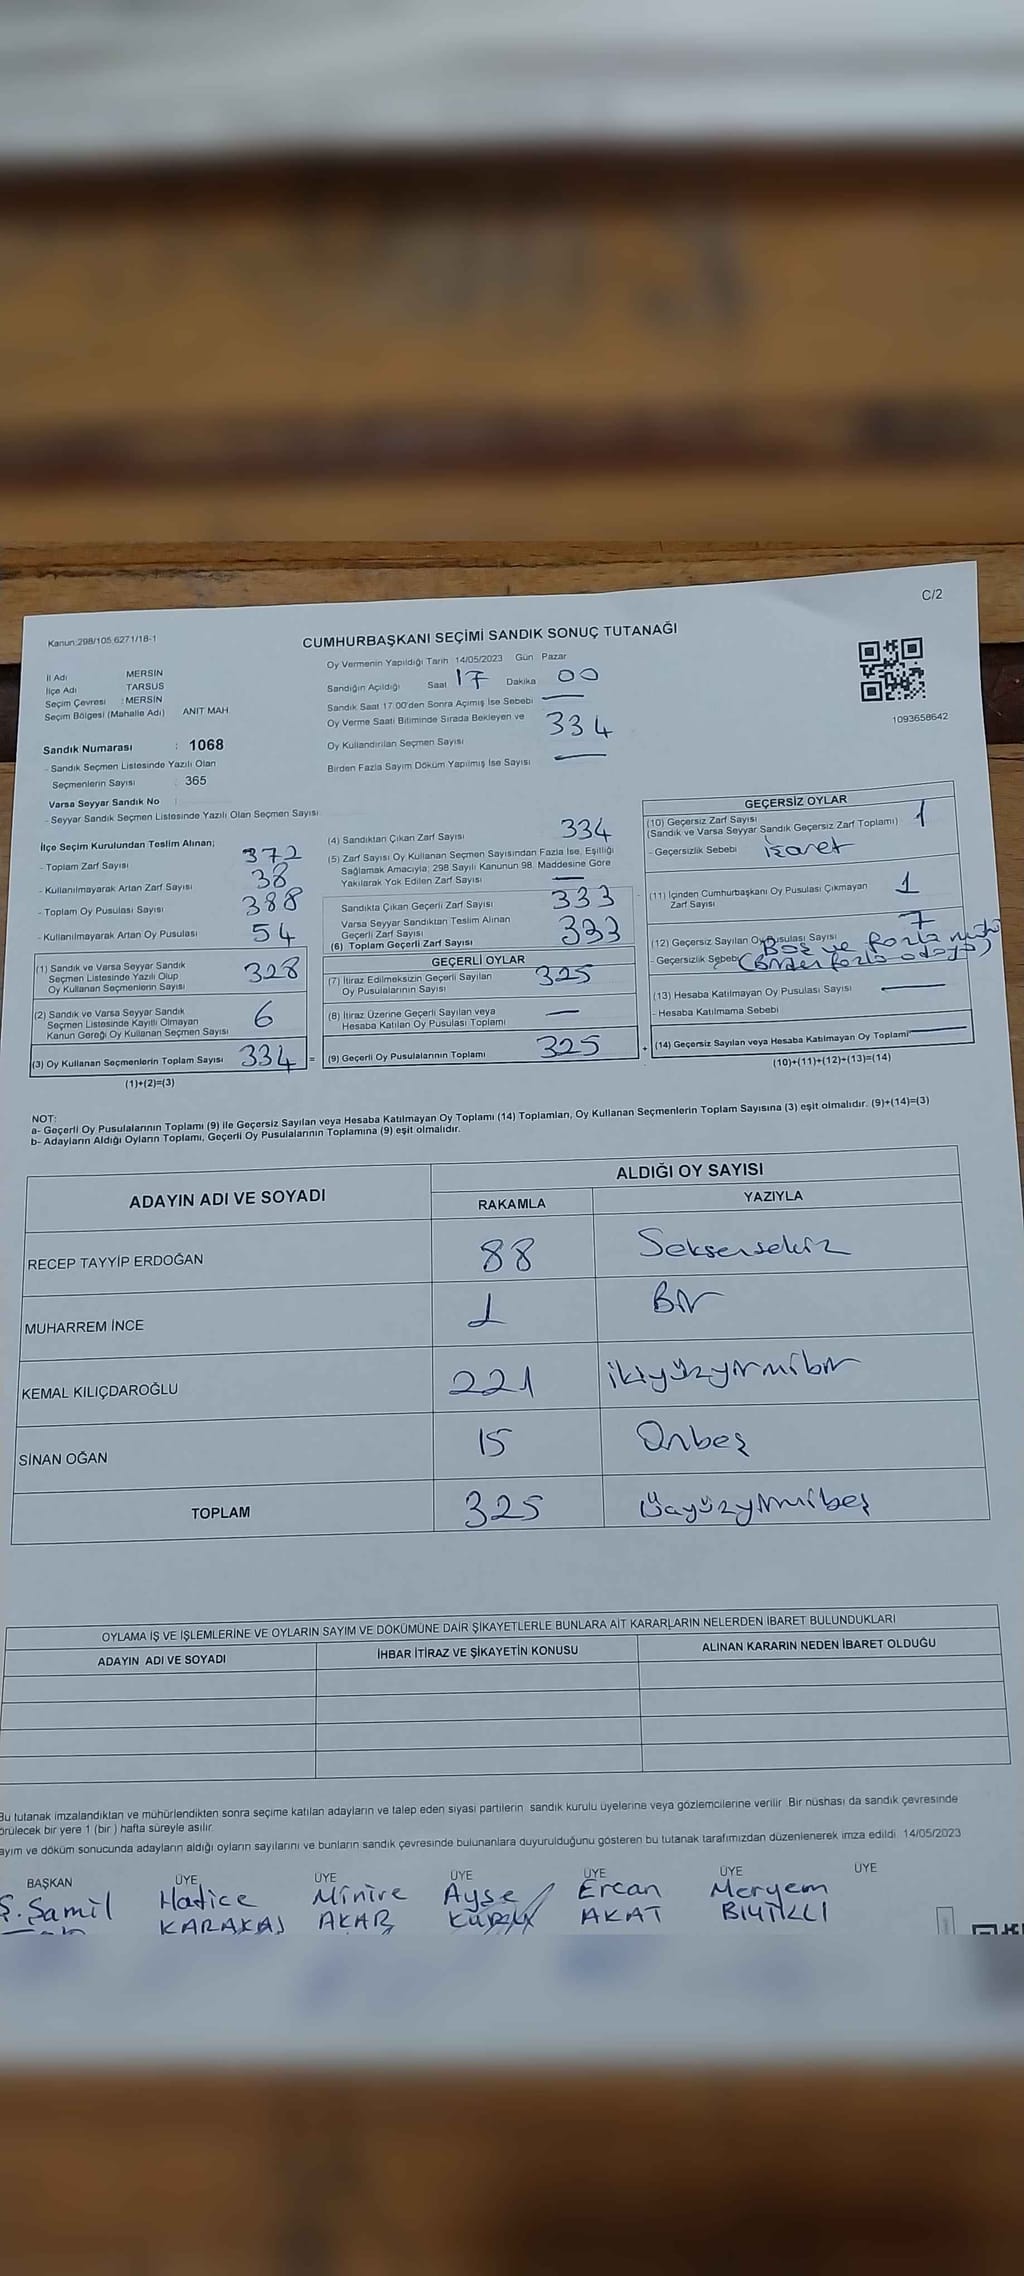 C/2
Kanun:298/105,6271/18-1
CUMHURBAŞKANI SEÇİMİ SANDIK SONUÇ TUTANAĞI
İl Adı MERSİN
İlçe Adı TARSUS
Seçim Çevresi : MERSİN
Seçim Bölgesi (Mahalle Adı) ANIT MAH.
Oy Vermenin Yapıldığı Tarih 14/05/2023 Gün Pazar
Sandığın Açıldığı Saat 17 Dakika 00
Sandık Saat 17.00'den Sonra Açımış İse Sebebi —
Oy Verme Saati Bitiminde Sırada Bekleyen ve
Oy Kullandırılan Seçmen Sayısı 334
Birden Fazla Sayım Döküm Yapılmış İse Sayısı —
1093658642
Sandık Numarası : 1068
- Sandık Seçmen Listesinde Yazılı Olan
Seçmenlerin Sayısı : 365
Varsa Seyyar Sandık No :
- Seyyar Sandık Seçmen Listesinde Yazılı Olan Seçmen Sayısı:
İlçe Seçim Kurulundan Teslim Alınan;
- Toplam Zarf Sayısı 372
- Kullanılmayarak Artan Zarf Sayısı 38
- Toplam Oy Pusulası Sayısı 388
- Kullanılmayarak Artan Oy Pusulası 54
(1) Sandık ve Varsa Seyyar Sandık
Seçmen Listesinde Yazılı Olup
Oy Kullanan Seçmenlerin Sayısı 328
(2) Sandık ve Varsa Seyyar Sandık
Seçmen Listesinde Kayıtlı Olmayan
Kanun Gereği Oy Kullanan Seçmen Sayısı 6
(3) Oy Kullanan Seçmenlerin Toplam Sayısı 334 =
(1)+(2)=(3)
(4) Sandıktan Çıkan Zarf Sayısı 334
(5) Zarf Sayısı Oy Kullanan Seçmen Sayısından Fazla İse, Eşitliği
Sağlamak Amacıyla, 298 Sayılı Kanunun 98. Maddesine Göre
Yakılarak Yok Edilen Zarf Sayısı —
Sandıkta Çıkan Geçerli Zarf Sayısı 333
Varsa Seyyar Sandıktan Teslim Alınan
Geçerli Zarf Sayısı
(6) Toplam Geçerli Zarf Sayısı 333
GEÇERLİ OYLAR
(7) İtiraz Edilmeksizin Geçerli Sayılan
Oy Pusulalarının Sayısı 325
(8) İtiraz Üzerine Geçerli Sayılan veya
Hesaba Katılan Oy Pusulası Toplamı —
(9) Geçerli Oy Pusulalarının Toplamı 325 +
GEÇERSİZ OYLAR
(10) Geçersiz Zarf Sayısı
(Sandık ve Varsa Seyyar Sandık Geçersiz Zarf Toplamı) 1
- Geçersizlik Sebebi işaret
(11) İçinden Cumhurbaşkanı Oy Pusulası Çıkmayan
Zarf Sayısı 1
(12) Geçersiz Sayılan Oy Pusulası Sayısı 7
- Geçersizlik Sebebi Boş ve fazla mühür
(birden fazla adaya)
(13) Hesaba Katılmayan Oy Pusulası Sayısı —
- Hesaba Katılmama Sebebi
(14) Geçersiz Sayılan veya Hesaba Katılmayan Oy Toplamı —
(10)+(11)+(12)+(13)=(14)
NOT:
a- Geçerli Oy Pusulalarının Toplamı (9) ile Geçersiz Sayılan veya Hesaba Katılmayan Oy Toplamı (14) Toplamları, Oy Kullanan Seçmenlerin Toplam Sayısına (3) eşit olmalıdır. (9)+(14)=(3)
b- Adayların Aldığı Oyların Toplamı, Geçerli Oy Pusulalarının Toplamına (9) eşit olmalıdır.
ADAYIN ADI VE SOYADI ALDIĞI OY SAYISI
RAKAMLA YAZIYLA
RECEP TAYYİP ERDOĞAN 88 Seksensekiz
MUHARREM İNCE 1 Bir
KEMAL KILIÇDAROĞLU 221 ikiyüzyirmibir
SİNAN OĞAN 15 Onbeş
TOPLAM 325 üçyüzyirmibeş
OYLAMA İŞ VE İŞLEMLERİNE VE OYLARIN SAYIM VE DÖKÜMÜNE DAİR ŞİKAYETLERLE BUNLARA AİT KARARLARIN NELERDEN İBARET BULUNDUKLARI
ADAYIN ADI VE SOYADI İHBAR İTİRAZ VE ŞİKAYETİN KONUSU ALINAN KARARIN NEDEN İBARET OLDUĞU
Bu tutanak imzalandıktan ve mühürlendikten sonra seçime katılan adayların ve talep eden siyasi partilerin sandık kurulu üyelerine veya gözlemcilerine verilir. Bir nüshası da sandık çevresinde
örülecek bir yere 1 (bir) hafta süreyle asılır.
ayım ve döküm sonucunda adayların aldığı oyların sayılarını ve bunların sandık çevresinde bulunanlara duyurulduğunu gösteren bu tutanak tarafımızdan düzenlenerek imza edildi. 14/05/2023
BAŞKAN ÜYE ÜYE ÜYE ÜYE ÜYE ÜYE
Ş. Şamil Hatice Minire Ayşe Ercan Meryem
KARAKAŞ AKAR AKAT